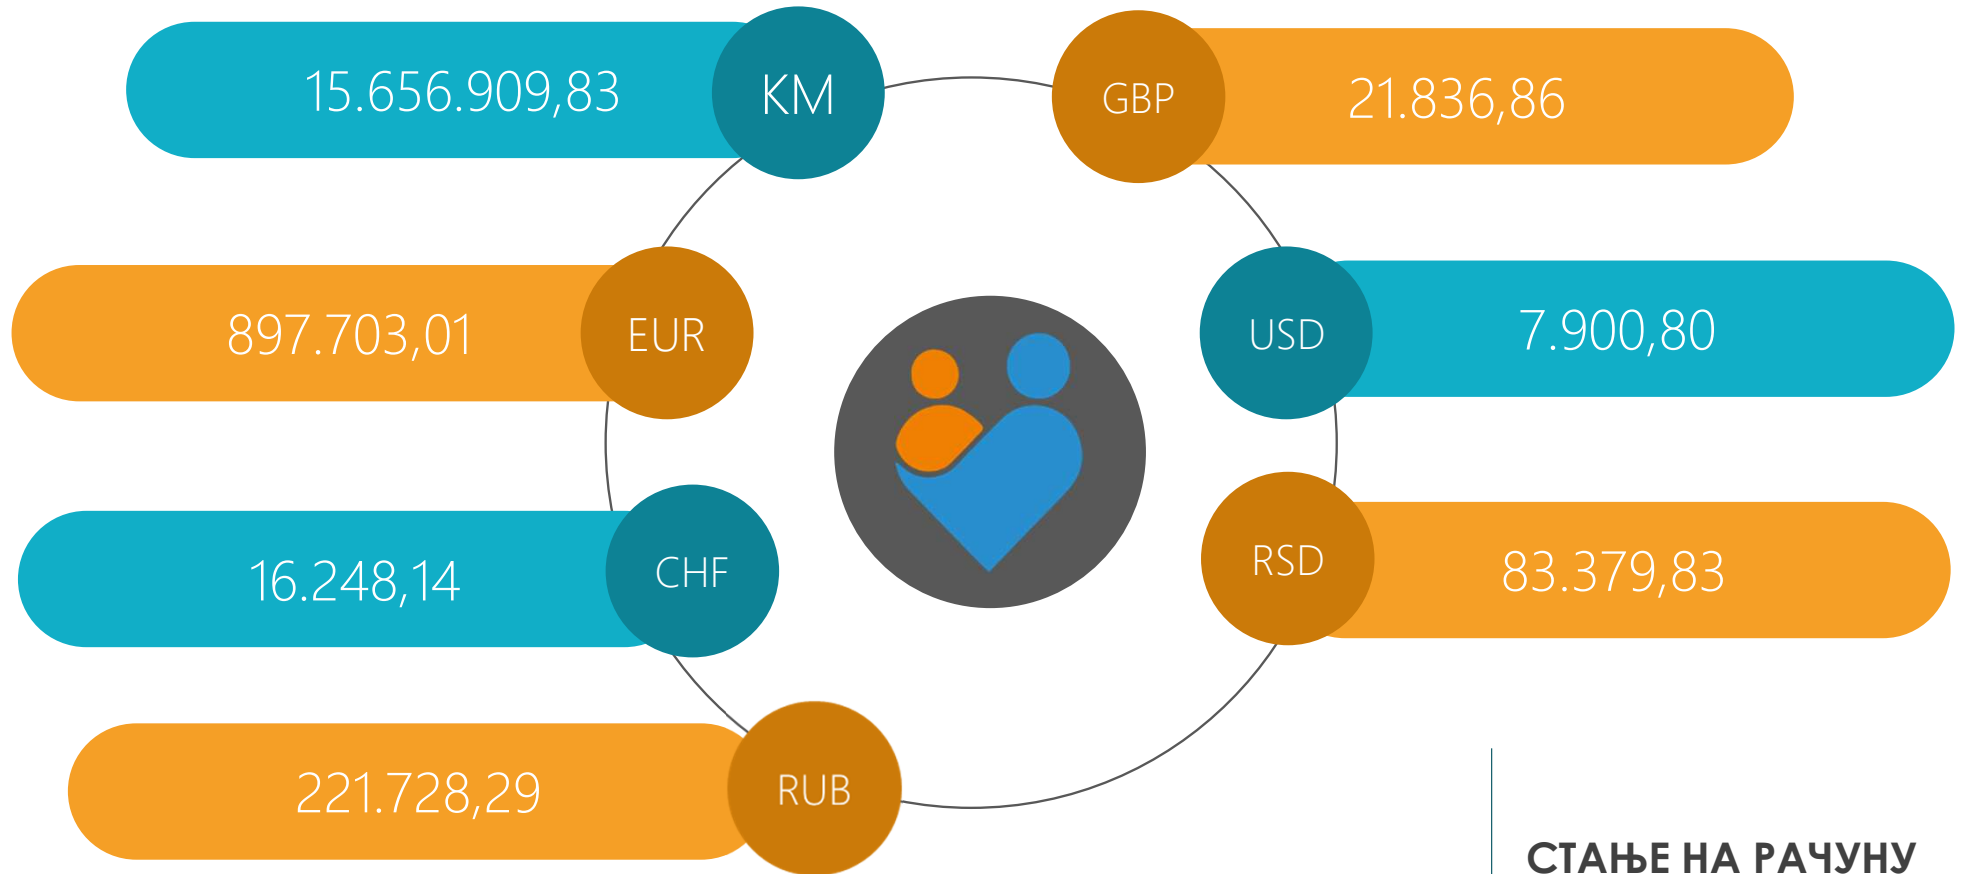 15.656.909,83 KM
GBP 21.836,86
897.703,01 EUR
USD 7.900,80
16.248,14 CHF
RSD 83.379,83
221.728,29 RUB
СТАЊЕ НА РАЧУНУ